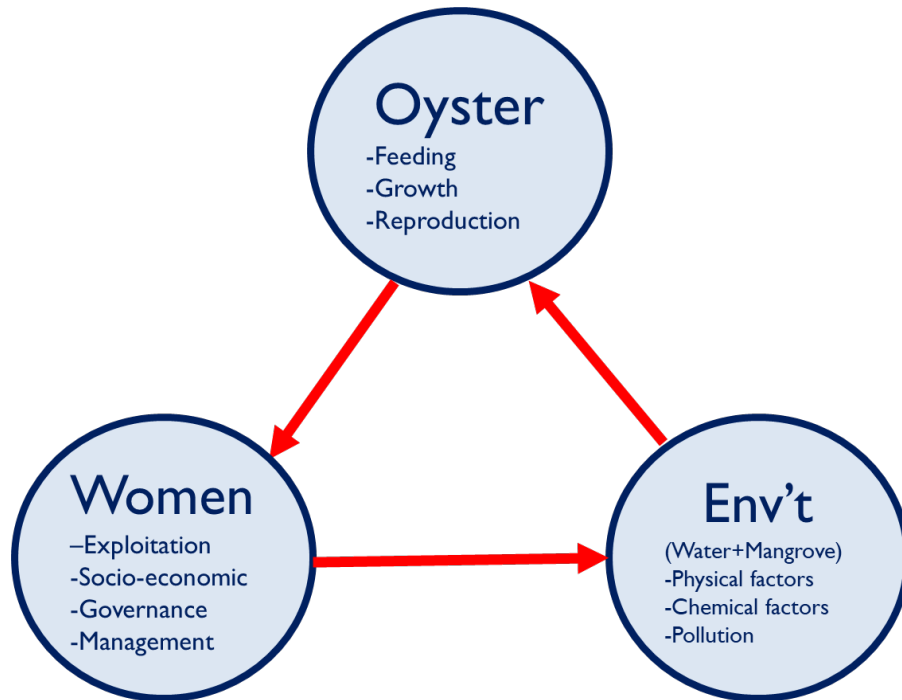 Oyster
-Feeding
-Growth
-Reproduction
Women
–Exploitation
-Socio-economic
-Governance
-Management
Env’t
(Water+Mangrove)
-Physical factors
-Chemical factors
-Pollution